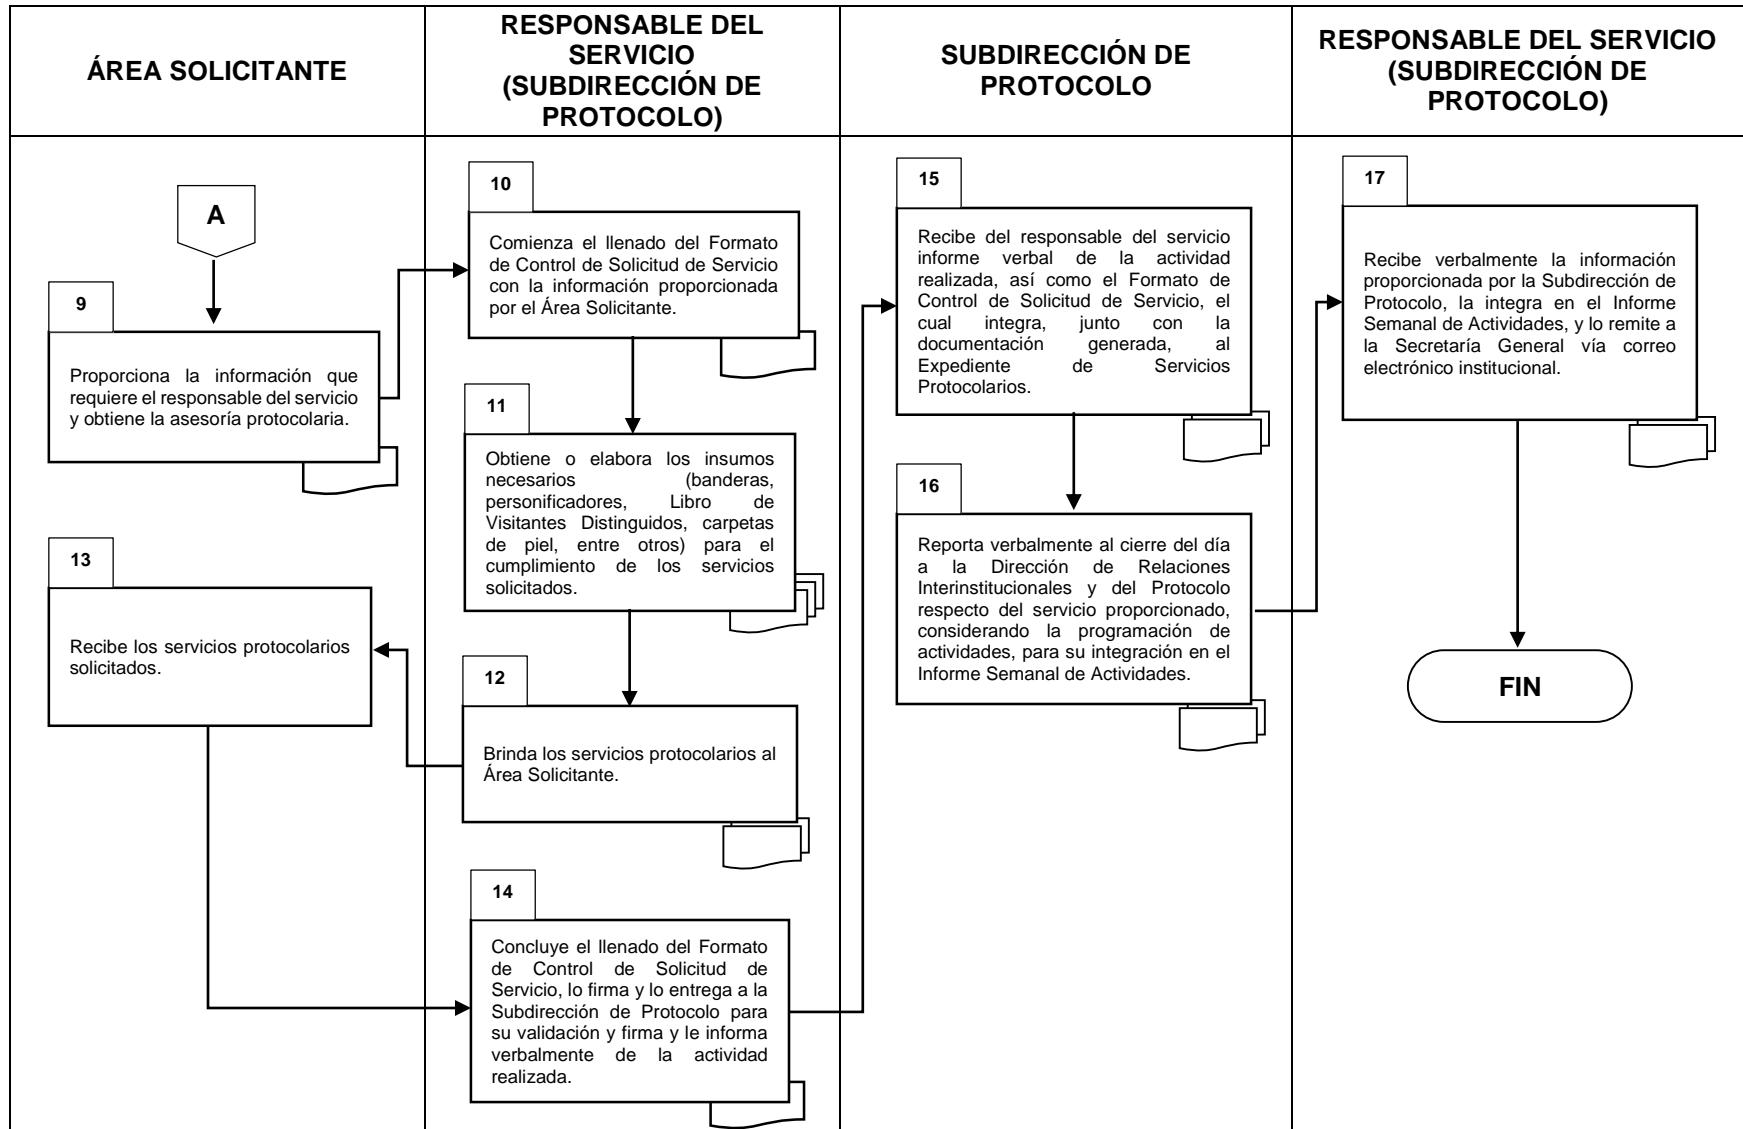 ÁREA SOLICITANTE
RESPONSABLE DEL
SERVICIO
(SUBDIRECCIÓN DE
PROTOCOLO)
SUBDIRECCIÓN DE
PROTOCOLO
RESPONSABLE DEL SERVICIO
(SUBDIRECCIÓN DE
PROTOCOLO)
A
9
Proporciona la información que
requiere el responsable del servicio
y obtiene la asesoría protocolaria.
13
Recibe los servicios protocolarios
solicitados.
10
Comienza el llenado del Formato
de Control de Solicitud de Servicio
con la información proporcionada
por el Área Solicitante.
11
Obtiene o elabora los insumos
necesarios (banderas,
personificadores, Libro de
Visitantes Distinguidos, carpetas
de piel, entre otros) para el
cumplimiento de los servicios
solicitados.
12
Brinda los servicios protocolarios al
Área Solicitante.
14
Concluye el llenado del Formato
de Control de Solicitud de
Servicio, lo firma y lo entrega a la
Subdirección de Protocolo para
su validación y firma y le informa
verbalmente de la actividad
realizada.
15
Recibe del responsable del servicio
informe verbal de la actividad
realizada, así como el Formato de
Control de Solicitud de Servicio, el
cual integra, junto con la
documentación generada, al
Expediente de Servicios
Protocolarios.
16
Reporta verbalmente al cierre del día
a la Dirección de Relaciones
Interinstitucionales y del Protocolo
respecto del servicio proporcionado,
considerando la programación de
actividades, para su integración en el
Informe Semanal de Actividades.
17
Recibe verbalmente la información
proporcionada por la Subdirección de
Protocolo, la integra en el Informe
Semanal de Actividades, y lo remite a
la Secretaría General vía correo
electrónico institucional.
FIN